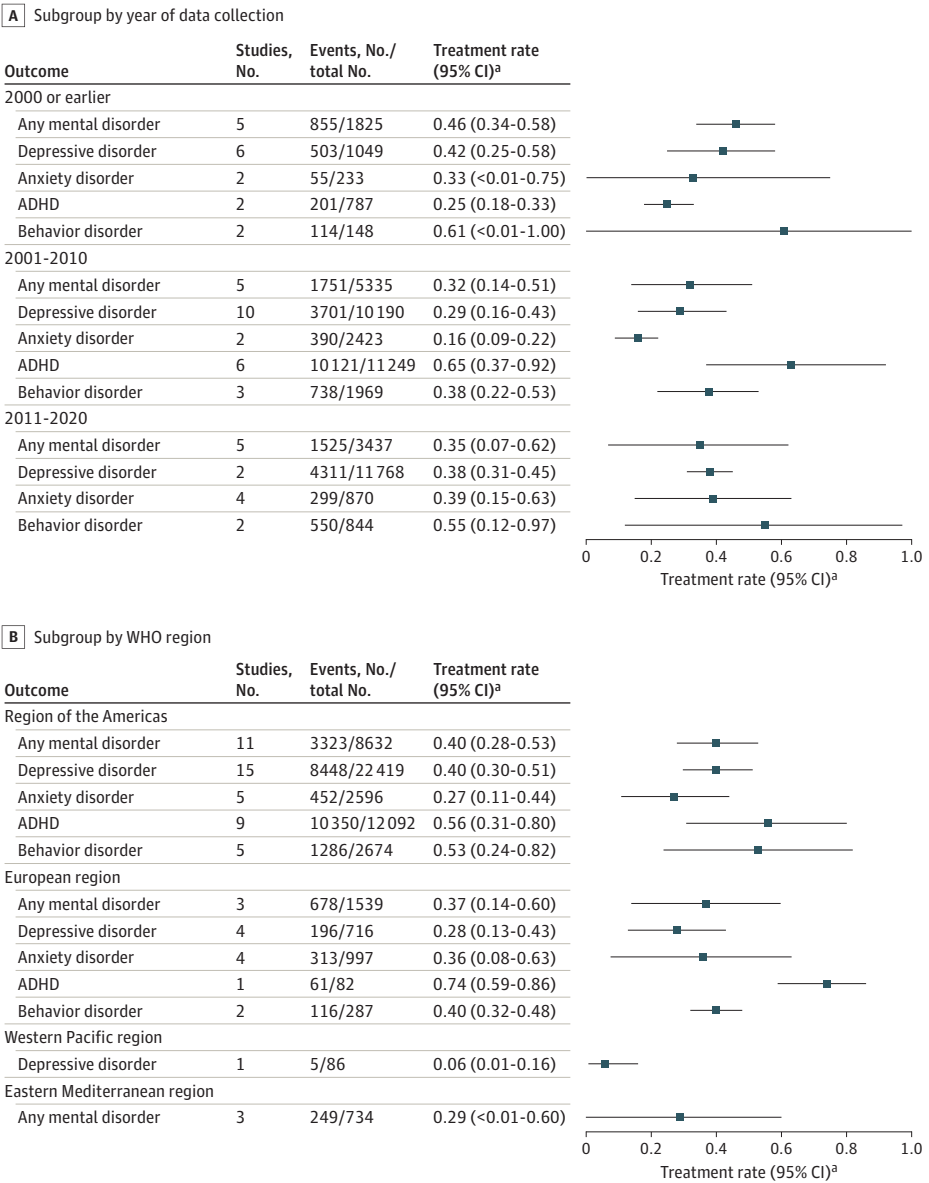 A Subgroup by year of data collection
Outcome Studies, No. Events, No./ total No. Treatment rate (95% CI)a
2000 or earlier
Any mental disorder 5 855/1825 0.46 (0.34-0.58)
Depressive disorder 6 503/1049 0.42 (0.25-0.58)
Anxiety disorder 2 55/233 0.33 (<0.01-0.75)
ADHD 2 201/787 0.25 (0.18-0.33)
Behavior disorder 2 114/148 0.61 (<0.01-1.00)
2001-2010
Any mental disorder 5 1751/5335 0.32 (0.14-0.51)
Depressive disorder 10 3701/10 190 0.29 (0.16-0.43)
Anxiety disorder 2 390/2423 0.16 (0.09-0.22)
ADHD 6 10 121/11 249 0.65 (0.37-0.92)
Behavior disorder 3 738/1969 0.38 (0.22-0.53)
2011-2020
Any mental disorder 5 1525/3437 0.35 (0.07-0.62)
Depressive disorder 2 4311/11 768 0.38 (0.31-0.45)
Anxiety disorder 4 299/870 0.39 (0.15-0.63)
Behavior disorder 2 550/844 0.55 (0.12-0.97)
0 0.2 0.4 0.6 0.8 1.0
Treatment rate (95% CI)a
B Subgroup by WHO region
Outcome Studies, No. Events, No./ total No. Treatment rate (95% CI)a
Region of the Americas
Any mental disorder 11 3323/8632 0.40 (0.28-0.53)
Depressive disorder 15 8448/22 419 0.40 (0.30-0.51)
Anxiety disorder 5 452/2596 0.27 (0.11-0.44)
ADHD 9 10 350/12 092 0.56 (0.31-0.80)
Behavior disorder 5 1286/2674 0.53 (0.24-0.82)
European region
Any mental disorder 3 678/1539 0.37 (0.14-0.60)
Depressive disorder 4 196/716 0.28 (0.13-0.43)
Anxiety disorder 4 313/997 0.36 (0.08-0.63)
ADHD 1 61/82 0.74 (0.59-0.86)
Behavior disorder 2 116/287 0.40 (0.32-0.48)
Western Pacific region
Depressive disorder 1 5/86 0.06 (0.01-0.16)
Eastern Mediterranean region
Any mental disorder 3 249/734 0.29 (<0.01-0.60)
0 0.2 0.4 0.6 0.8 1.0
Treatment rate (95% CI)a